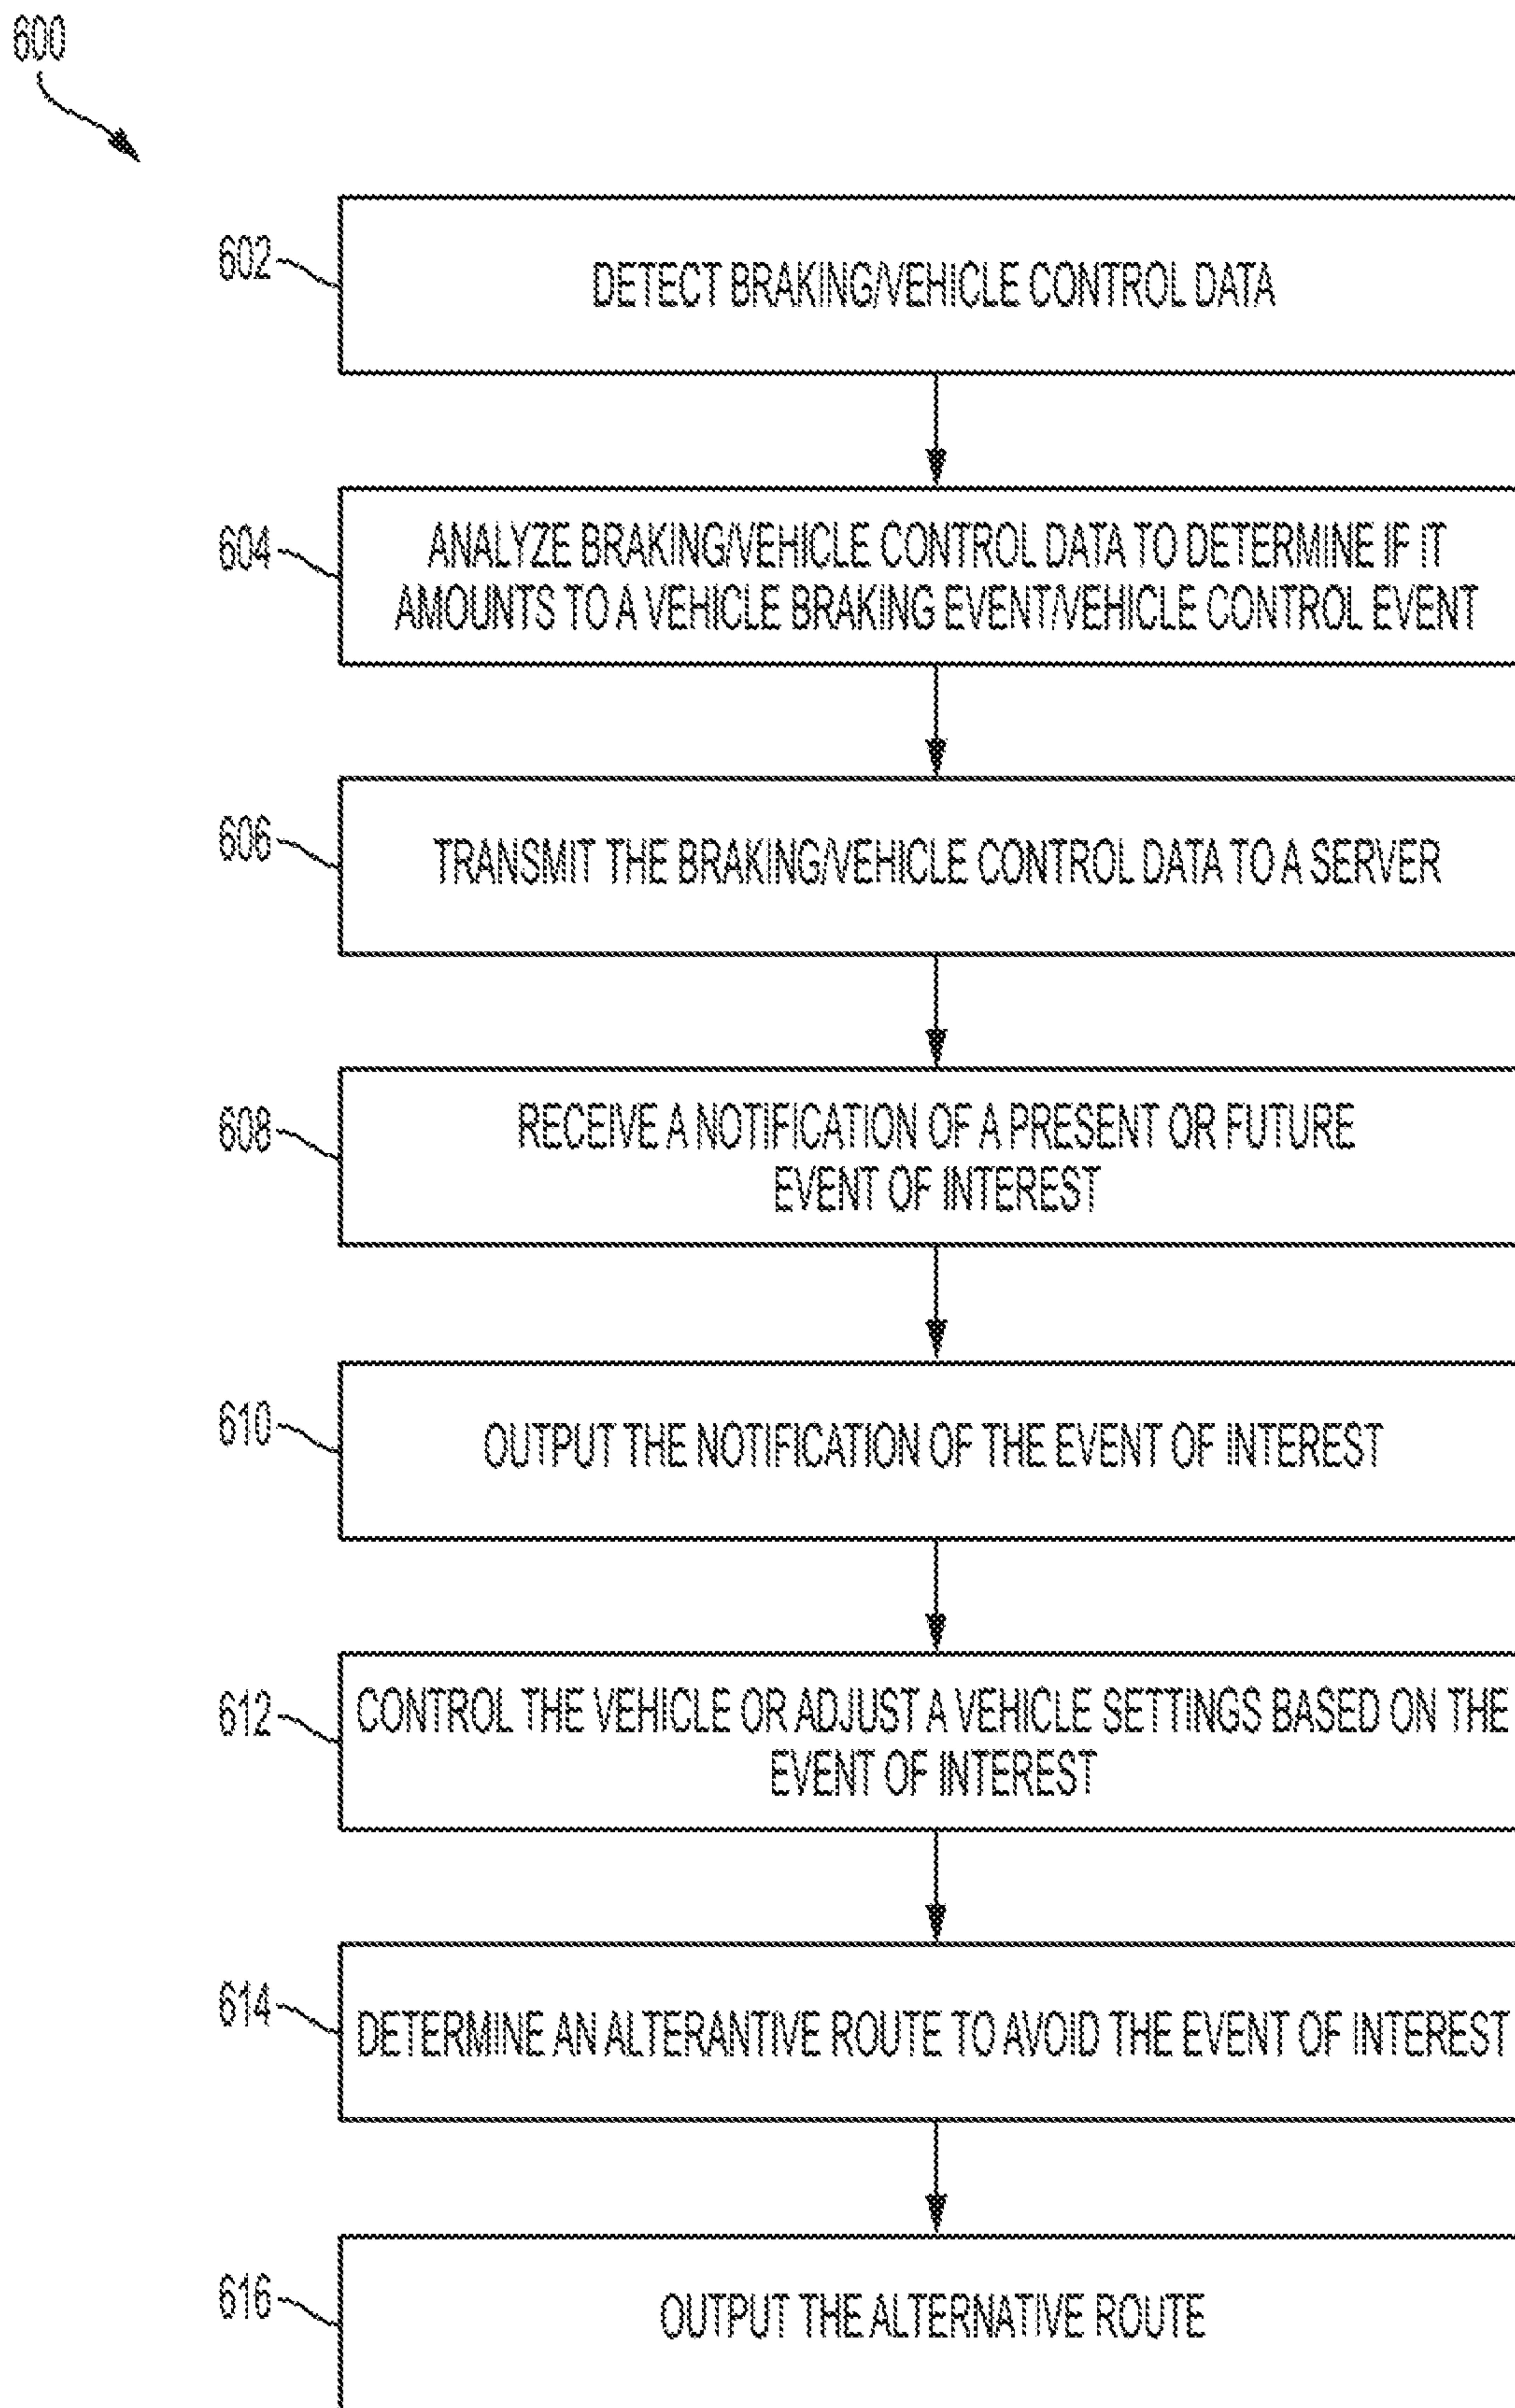 600
602
DETECT BRAKING/VEHICLE CONTROL DATA
604
ANALYZE BRAKING/VEHICLE CONTROL DATA TO DETERMINE IF IT
AMOUNTS TO A VEHICLE BRAKING EVENT/VEHICLE CONTROL EVENT
606
TRANSMIT THE BRAKING/VEHICLE CONTROL DATA TO A SERVER
608
RECEIVE A NOTIFICATION OF A PRESENT OR FUTURE
EVENT OF INTEREST
610
OUTPUT THE NOTIFICATION OF THE EVENT OF INTEREST
612
CONTROL THE VEHICLE OR ADJUST A VEHICLE SETTINGS BASED ON THE
EVENT OF INTEREST
614
DETERMINE AN ALTERANTIVE ROUTE TO AVOID THE EVENT OF INTEREST
616
OUTPUT THE ALTERNATIVE ROUTE